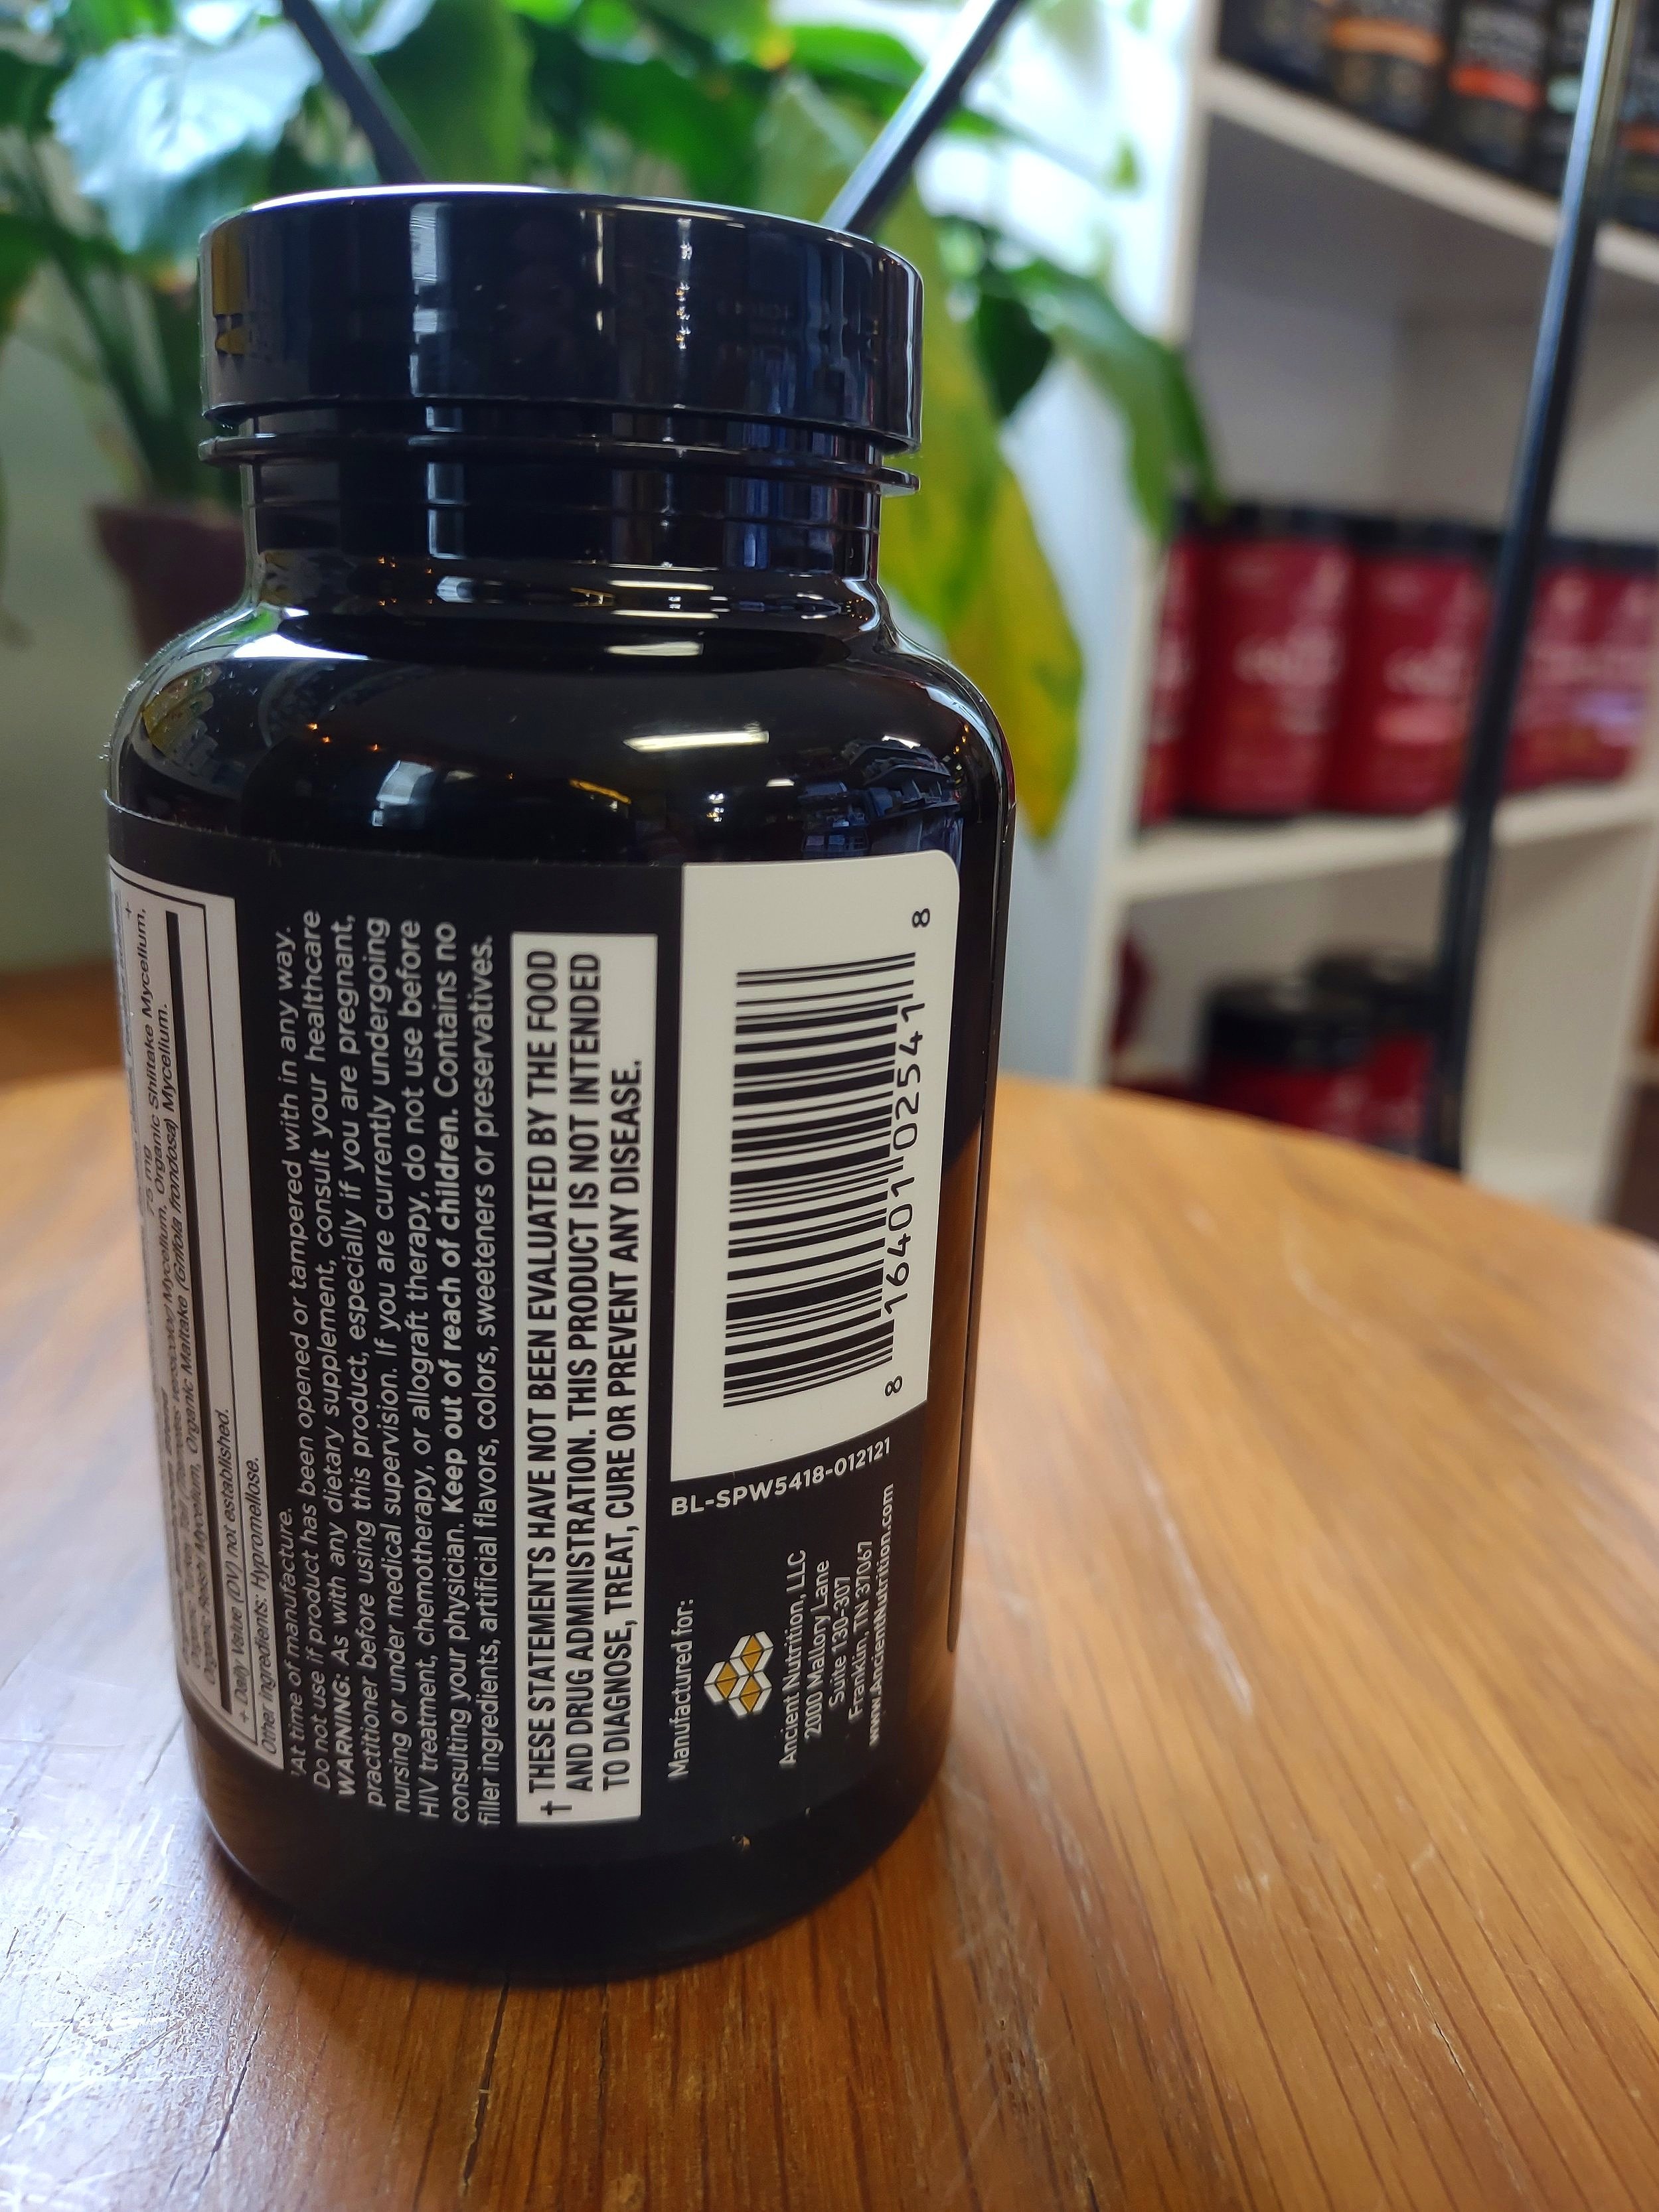 +
75 mg
Mycelium, Organic Shiitake Mycelium,
Organic Reishi Mycelium, Organic Maitake (Grifola frondosa) Mycelium.
+ Daily Value (DV) not established.
Other ingredients: Hypromellose.
*At time of manufacture.
Do not use if product has been opened or tampered with in any way.
WARNING: As with any dietary supplement, consult your healthcare
practitioner before using this product, especially if you are pregnant,
nursing or under medical supervision. If you are currently undergoing
HIV treatment, chemotherapy, or allograft therapy, do not use before
consulting your physician. Keep out of reach of children. Contains no
filler ingredients, artificial flavors, colors, sweeteners or preservatives.
† THESE STATEMENTS HAVE NOT BEEN EVALUATED BY THE FOOD
AND DRUG ADMINISTRATION. THIS PRODUCT IS NOT INTENDED
TO DIAGNOSE, TREAT, CURE OR PREVENT ANY DISEASE.
Manufactured for:
Ancient Nutrition, LLC
2000 Mallory Lane
Suite 130-307
Franklin, TN 37067
www.AncientNutrition.com
BL-SPW5418-012121
8 16401 02541 8